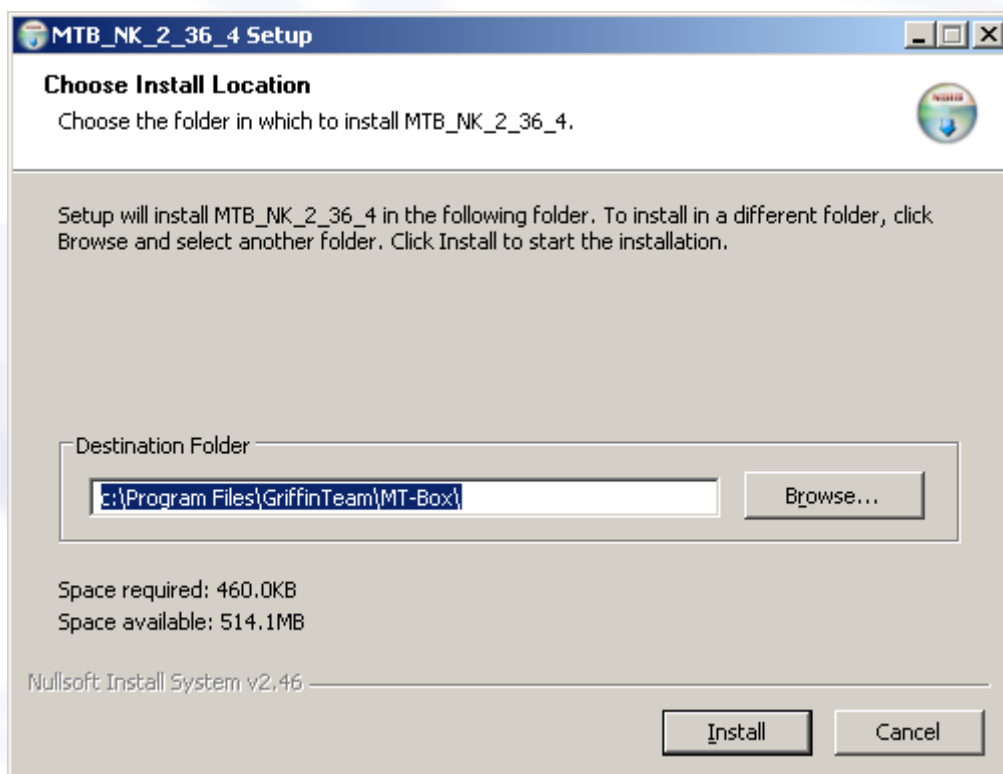 MTB_NK_2_36_4 Setup
Choose Install Location
Choose the folder in which to install MTB_NK_2_36_4.
Setup will install MTB_NK_2_36_4 in the following folder. To install in a different folder, click
Browse and select another folder. Click Install to start the installation.
Destination Folder
c:\Program Files\GriffinTeam\MT-Box\
Browse...
Space required: 460.0KB
Space available: 514.1MB
Nullsoft Install System v2.46
Install
Cancel